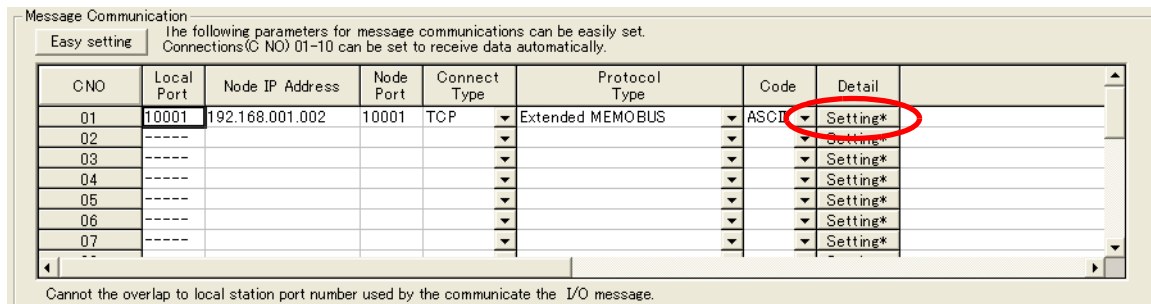 Message Communication
Easy setting
The following parameters for message communications can be easily set.
Connections(C NO) 01-10 can be set to receive data automatically.
CNO Local Port Node IP Address Node Port Connect Type Protocol Type Code Detail
01 10001 192.168.001.002 10001 TCP Extended MEMOBUS ASCII Setting*
02 ----- Setting*
03 ----- Setting*
04 ----- Setting*
05 ----- Setting*
06 ----- Setting*
07 ----- Setting*
Cannot the overlap to local station port number used by the communicate the I/O message.